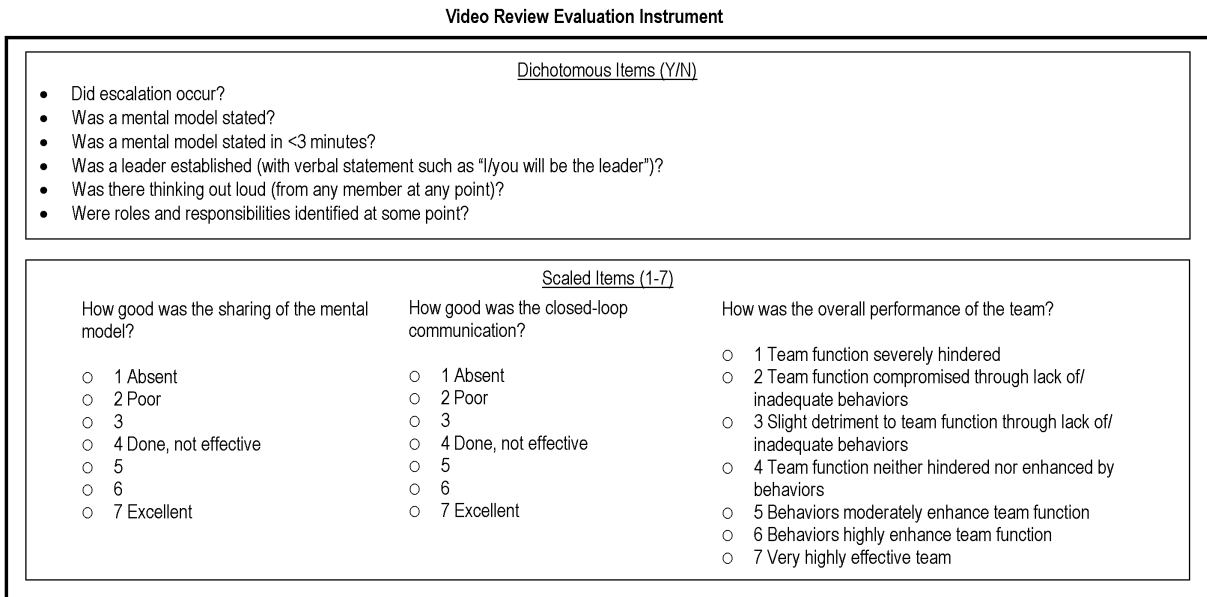 Video Review Evaluation Instrument
Dichotomous Items (Y/N)
• Did escalation occur?
• Was a mental model stated?
• Was a mental model stated in <3 minutes?
• Was a leader established (with verbal statement such as “I/you will be the leader”)?
• Was there thinking out loud (from any member at any point)?
• Were roles and responsibilities identified at some point?
Scaled Items (1-7)
How good was the sharing of the mental
model?
○ 1 Absent
○ 2 Poor
○ 3
○ 4 Done, not effective
○ 5
○ 6
○ 7 Excellent
How good was the closed-loop
communication?
○ 1 Absent
○ 2 Poor
○ 3
○ 4 Done, not effective
○ 5
○ 6
○ 7 Excellent
How was the overall performance of the team?
○ 1 Team function severely hindered
○ 2 Team function compromised through lack of/
inadequate behaviors
○ 3 Slight detriment to team function through lack of/
inadequate behaviors
○ 4 Team function neither hindered nor enhanced by
behaviors
○ 5 Behaviors moderately enhance team function
○ 6 Behaviors highly enhance team function
○ 7 Very highly effective team